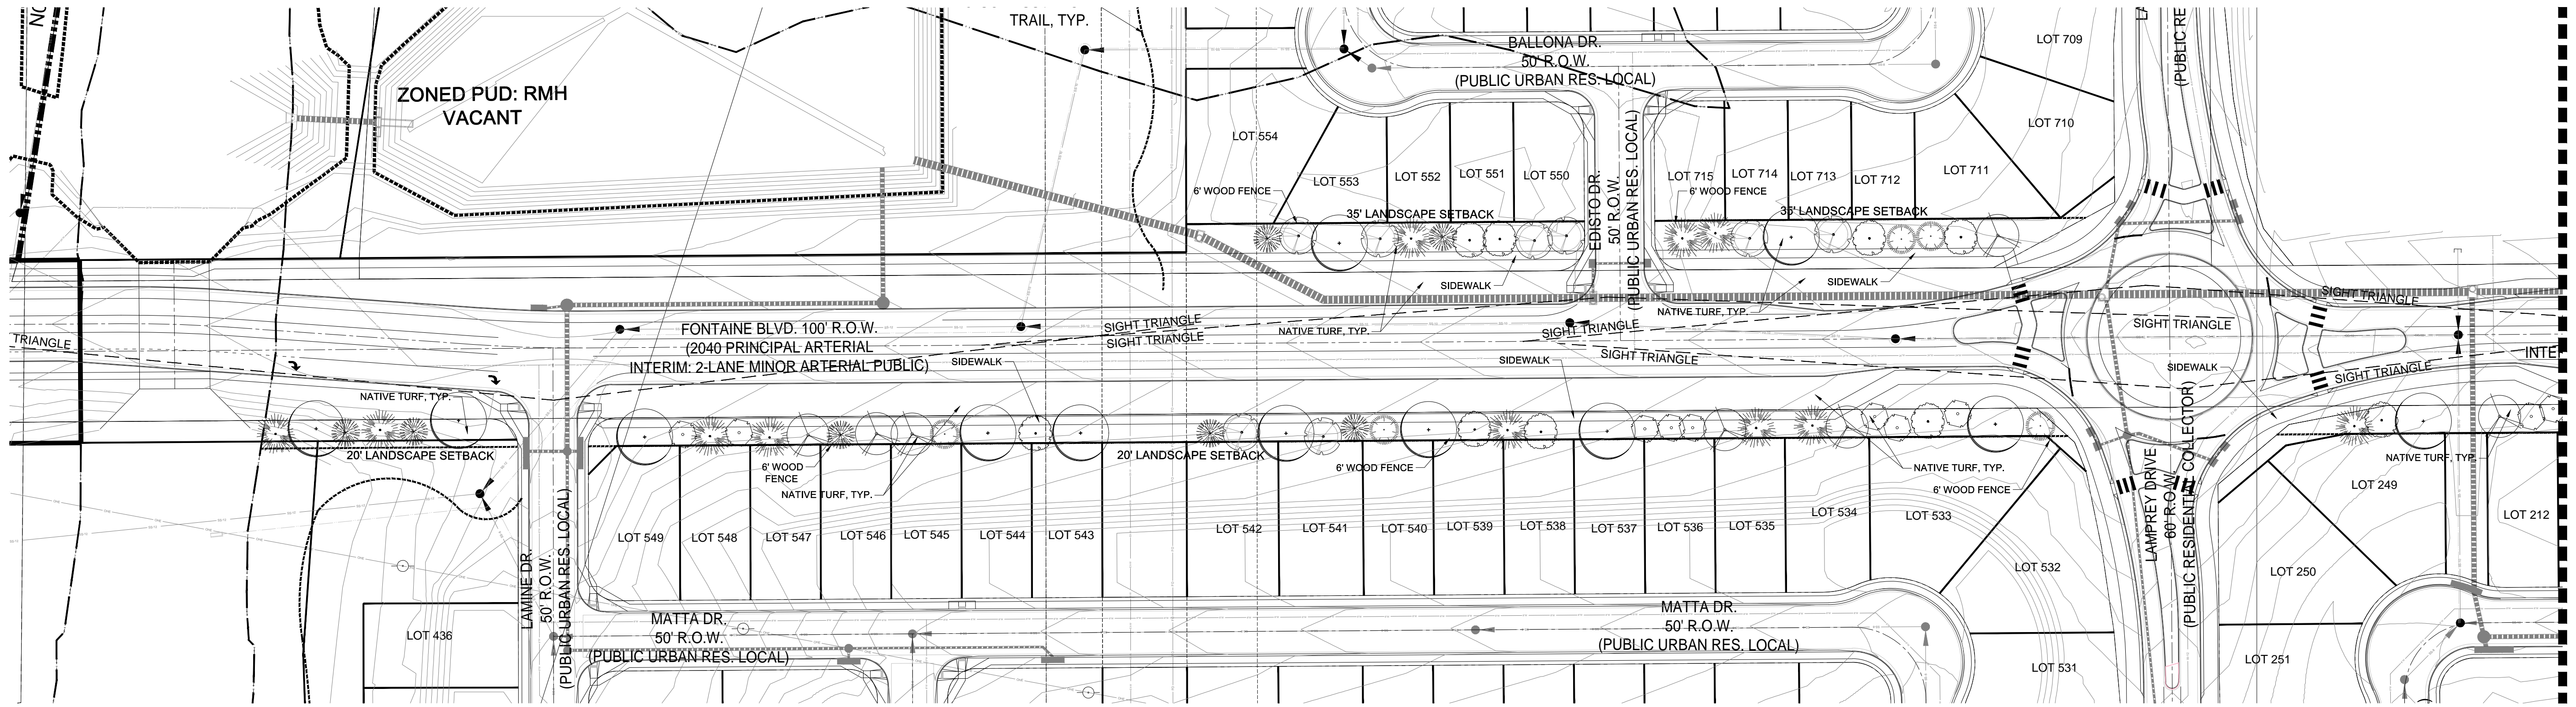 NO
TRAIL, TYP.
ZONED PUD: RMH
VACANT
BALLONA DR.
50' R.O.W.
(PUBLIC URBAN RES. LOCAL)
LOT 709
(PUBLIC RE
LOT 710
LOT 554
LOT 553
LOT 552
LOT 551
LOT 550
EDISTO DR.
50' R.O.W.
(PUBLIC URBAN RES. LOCAL)
LOT 715
LOT 714
LOT 713
LOT 712
LOT 711
6' WOOD FENCE
6' WOOD FENCE
35' LANDSCAPE SETBACK
35' LANDSCAPE SETBACK
SIDEWALK
SIDEWALK
NATIVE TURF, TYP.
NATIVE TURF, TYP.
SIGHT TRIANGLE
SIGHT TRIANGLE
SIGHT TRIANGLE
SIGHT TRIANGLE
SIGHT TRIANGLE
SIGHT TRIANGLE
SIGHT TRIANGLE
TRIANGLE
FONTAINE BLVD. 100' R.O.W.
(2040 PRINCIPAL ARTERIAL
INTERIM: 2-LANE MINOR ARTERIAL PUBLIC)
SIDEWALK
SIDEWALK
SIDEWALK
INTE
NATIVE TURF, TYP.
20' LANDSCAPE SETBACK
6' WOOD
FENCE
NATIVE TURF, TYP.
20' LANDSCAPE SETBACK
6' WOOD FENCE
NATIVE TURF, TYP.
6' WOOD FENCE
NATIVE TURF, TYP.
LOT 549
LOT 548
LOT 547
LOT 546
LOT 545
LOT 544
LOT 543
LOT 542
LOT 541
LOT 540
LOT 539
LOT 538
LOT 537
LOT 536
LOT 535
LOT 534
LOT 533
LOT 532
LOT 531
LOT 249
LOT 212
LOT 250
LOT 251
LAMPREY DRIVE
60' R.O.W.
(PUBLIC RESIDENTIAL COLLECTOR)
LAMINE DR.
50' R.O.W.
(PUBLIC URBAN RES. LOCAL)
LOT 436
MATTA DR.
50' R.O.W.
(PUBLIC URBAN RES. LOCAL)
MATTA DR.
50' R.O.W.
(PUBLIC URBAN RES. LOCAL)